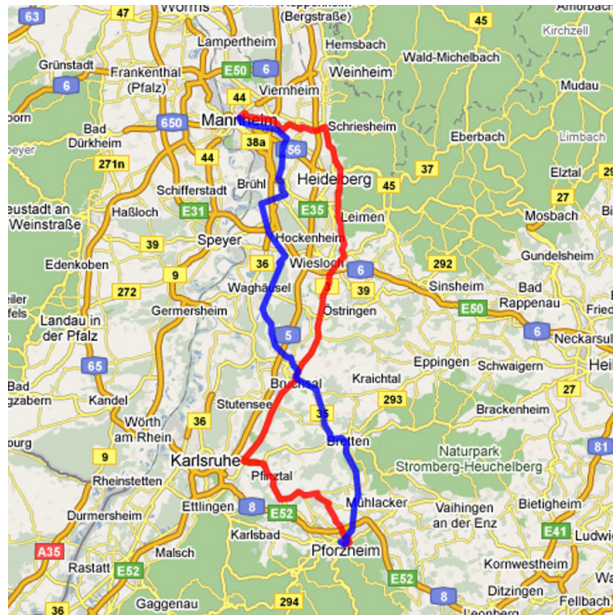 63
47
Worms
(Bergstraße)
45
Amorbach
Kirchzell
Lampertheim
Hemsbach
Grünstadt
6
Frankenthal
(Pfalz)
E50
6
Wald-Michelbach
Weinheim
Viernheim
Mudau
44
Mannheim
650
Schriesheim
Eberbach
Limbach
Bad
Dürkheim
38a
656
271n
44
37
Elztal
Schifferstadt
Brühl
Heidelberg
45
27
Neustadt an
Weinstraße
Haßloch
E31
E35
Leimen
Mosbach
Speyer
Hockenheim
39
Gundelsheim
Edenkoben
9
36
Wiesloch
6
292
272
Waghäusel
39
Sinsheim
Bad
Rappenau
Germersheim
E50
Östringen
Landau in
der Pfalz
5
6
Neckarsulm
65
Eppingen
Schwaigern
Bruchsal
Kraichtal
Bad
Kandel
Stutensee
35
293
27
Brackenheim
Wörth
am Rhein
36
Bretten
Naturpark
Stromberg-Heuchelberg
9
Karlsruhe
81
Rheinstetten
Pfinztal
Mühlacker
Ettlingen
8
E52
Vaihingen
an der Enz
Bietigheim
Durmersheim
Karlsbad
E41
A35
Malsch
Pforzheim
Rastatt
E52
Kornwestheim
E52
Ditzingen
36
Gaggenau
294
8
Leonberg
Fellbach